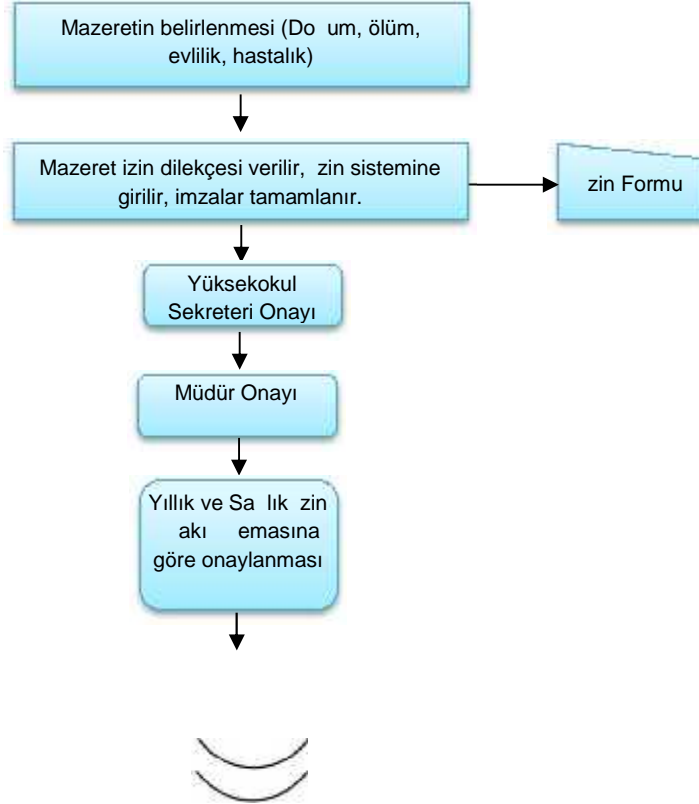 Mazeretin belirlenmesi (Do um, ölüm,
evlilik, hastalık)
Mazeret izin dilekçesi verilir, zin sistemine
girilir, imzalar tamamlanır.
zin Formu
Yüksekokul
Sekreteri Onayı
Müdür Onayı
Yıllık ve Sa lık zin
akı emasına
göre onaylanması